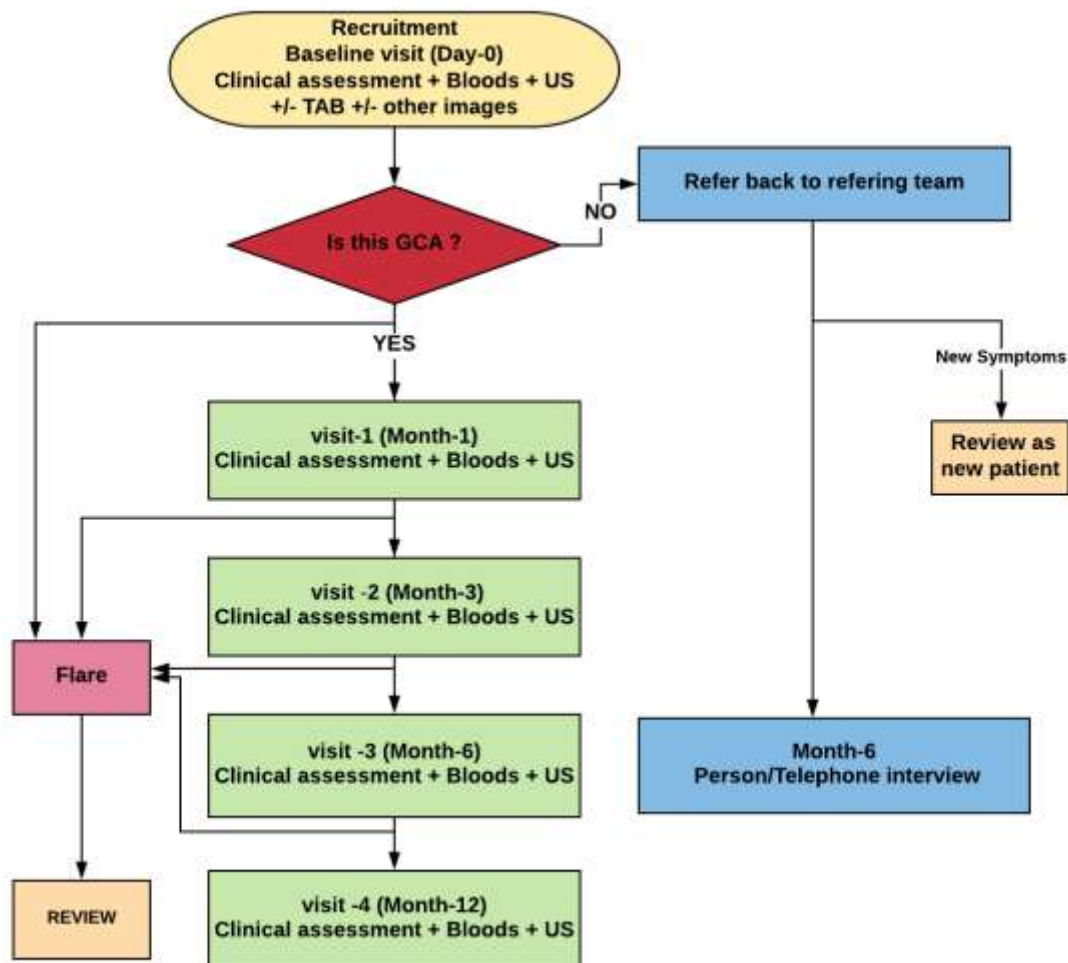 Recruitment
Baseline visit (Day-0)
Clinical assessment + Bloods + US
+/- TAB +/- other images
Refer back to refering team
NO
Is this GCA ?
YES
New Symptoms
visit-1 (Month-1)
Clinical assessment + Bloods + US
Review as
new patient
visit -2 (Month-3)
Clinical assessment + Bloods + US
Flare
visit -3 (Month-6)
Clinical assessment + Bloods + US
Month-6
Person/Telephone interview
REVIEW
visit -4 (Month-12)
Clinical assessment + Bloods + US